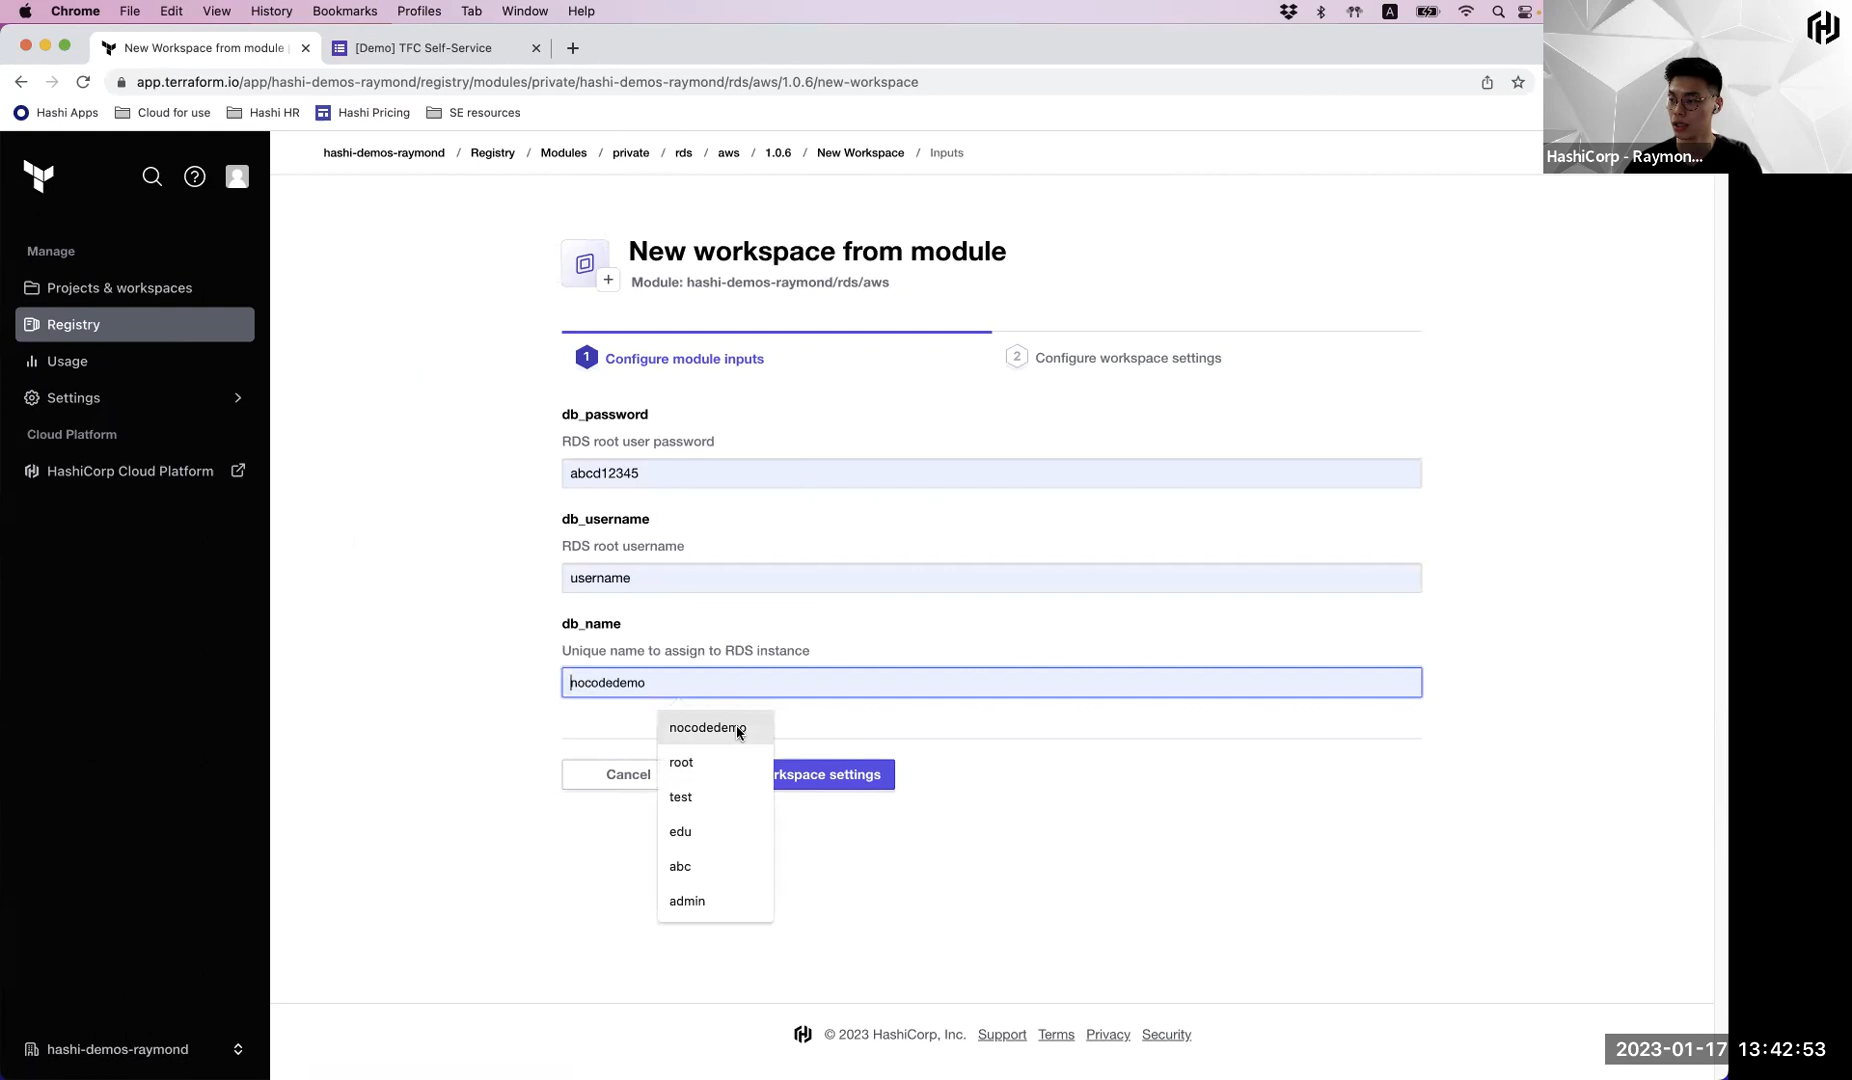 Chrome File Edit View History Bookmarks Profiles Tab Window Help
A
New Workspace from module
[Demo] TFC Self-Service
app.terraform.io/app/hashi-demos-raymond/registry/modules/private/hashi-demos-raymond/rds/aws/1.0.6/new-workspace
Hashi Apps Cloud for use Hashi HR Hashi Pricing SE resources
HashiCorp - Raymon...
hashi-demos-raymond / Registry / Modules / private / rds / aws / 1.0.6 / New Workspace / Inputs
Manage
Projects & workspaces
Registry
Usage
Settings
Cloud Platform
HashiCorp Cloud Platform
hashi-demos-raymond
New workspace from module
Module: hashi-demos-raymond/rds/aws
1 Configure module inputs
2 Configure workspace settings
db_password
RDS root user password
abcd12345
db_username
RDS root username
username
db_name
Unique name to assign to RDS instance
nocodedemo
nocodedemo
root
test
edu
abc
admin
Cancel
rkspace settings
© 2023 HashiCorp, Inc. Support Terms Privacy Security
2023-01-17 13:42:53